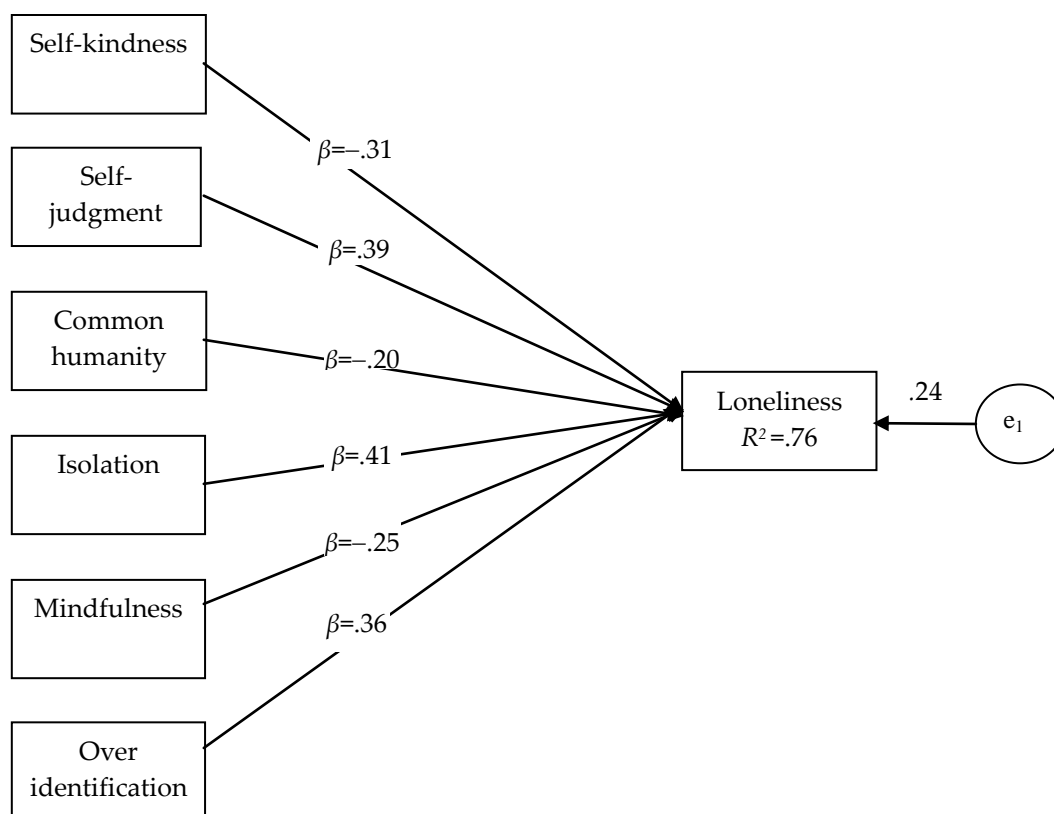 Self-kindness
β=–.31
Self-
judgment
β=.39
Common
humanity
β=–.20
Isolation
β=.41
Mindfulness
β=–.25
Over
identification
β=.36
Loneliness
R² =.76
.24
e₁